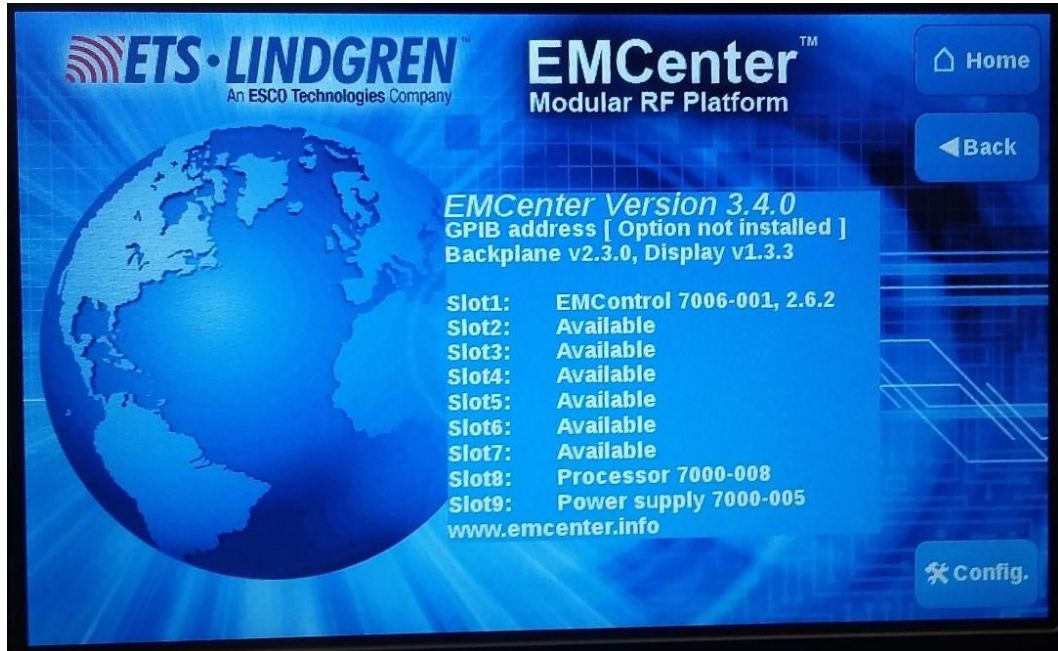 ETS·LINDGREN™
An ESCO Technologies Company
EMCenter™
Modular RF Platform
Home
Back
EMCenter Version 3.4.0
GPIB address [ Option not installed ]
Backplane v2.3.0, Display v1.3.3
Slot1: EMControl 7006-001, 2.6.2
Slot2: Available
Slot3: Available
Slot4: Available
Slot5: Available
Slot6: Available
Slot7: Available
Slot8: Processor 7000-008
Slot9: Power supply 7000-005
www.emcenter.info
Config.